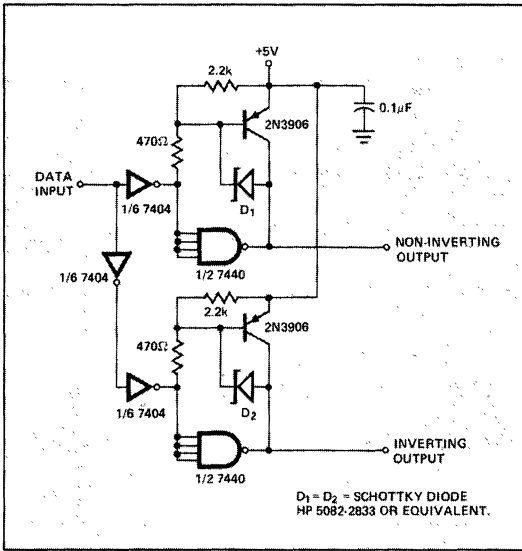 +5V
2.2k
2N3906
0.1μF
470Ω
DATA
INPUT
1/6 7404
D1
NON-INVERTING
OUTPUT
1/2 7440
1/6 7404
2.2k
2N3906
470Ω
D2
1/6 7404
INVERTING
OUTPUT
1/2 7440
D1 = D2 = SCHOTTKY DIODE
HP 5082-2833 OR EQUIVALENT.